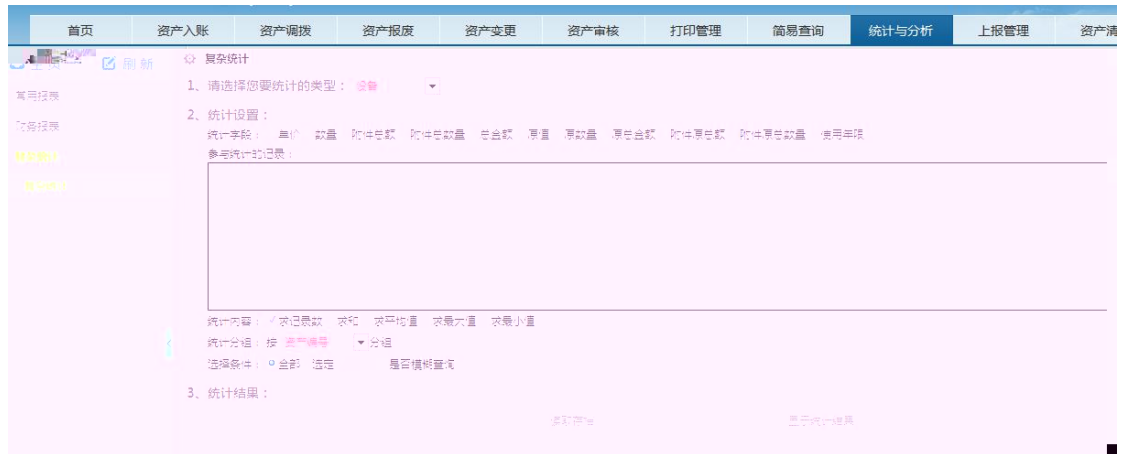 首页 资产入账 资产调拨 资产报废 资产变更 资产审核 打印管理 简易查询 统计与分析 上报管理 资产清
刷新
复杂统计
常用报表
1、请选择您要统计的类型： 设备
财务报表
2、统计设置：
统计字段： 单价 数量 附件总额 附件总数量 总金额 原值 原数量 原总金额 附件原总额 附件原总数量 使用年限
参与统计的记录：
统计内容： 求记录数 求和 求平均值 求最大值 求最小值
统计分组： 按 资产编号 分组
选择条件： 全部 选定 是否模糊查询
3、统计结果：
显示统计结果